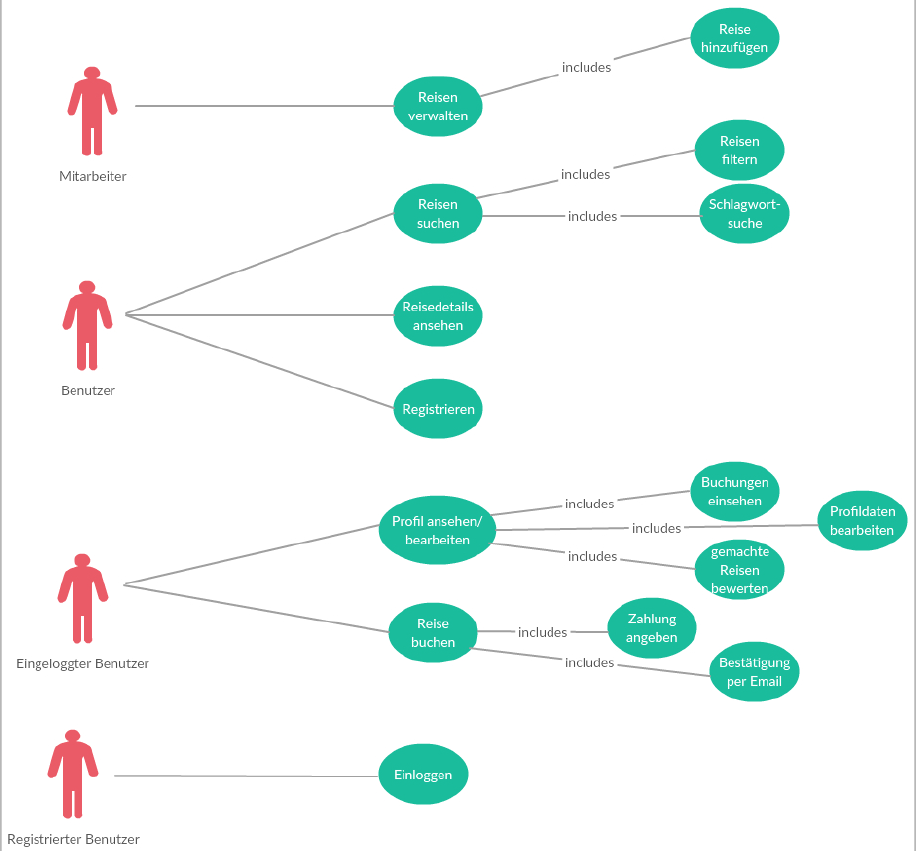 Reise
hinzufügen
includes
Reisen
verwalten
Mitarbeiter
Reisen
filtern
includes
Reisen
suchen
Schlagwort-
suche
includes
Reisedetails
ansehen
Benutzer
Registrieren
Buchungen
einsehen
includes
Profil ansehen/
bearbeiten
includes
Profildaten
bearbeiten
includes
gemachte
Reisen
bewerten
Reise
buchen
includes
Zahlung
angeben
includes
Bestätigung
per Email
Eingeloggter Benutzer
Einloggen
Registrierter Benutzer